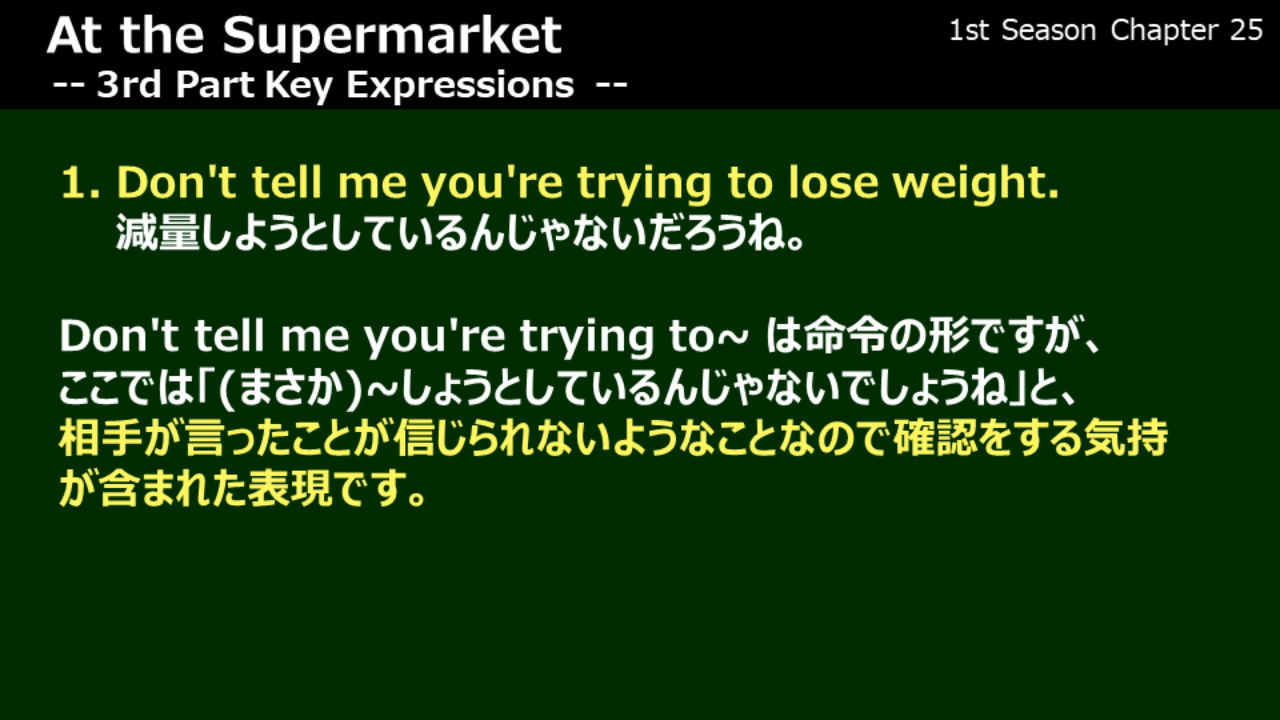 At the Supermarket
1st Season Chapter 25
-- 3rd Part Key Expressions --
1. Don't tell me you're trying to lose weight.
減量しようとしているんじゃないだろうね。
Don't tell me you're trying to~ は命令の形ですが、
ここでは「(まさか)~しょうとしているんじゃないでしょうね」と、
相手が言ったことが信じられないようなことなので確認をする気持
が含まれた表現です。